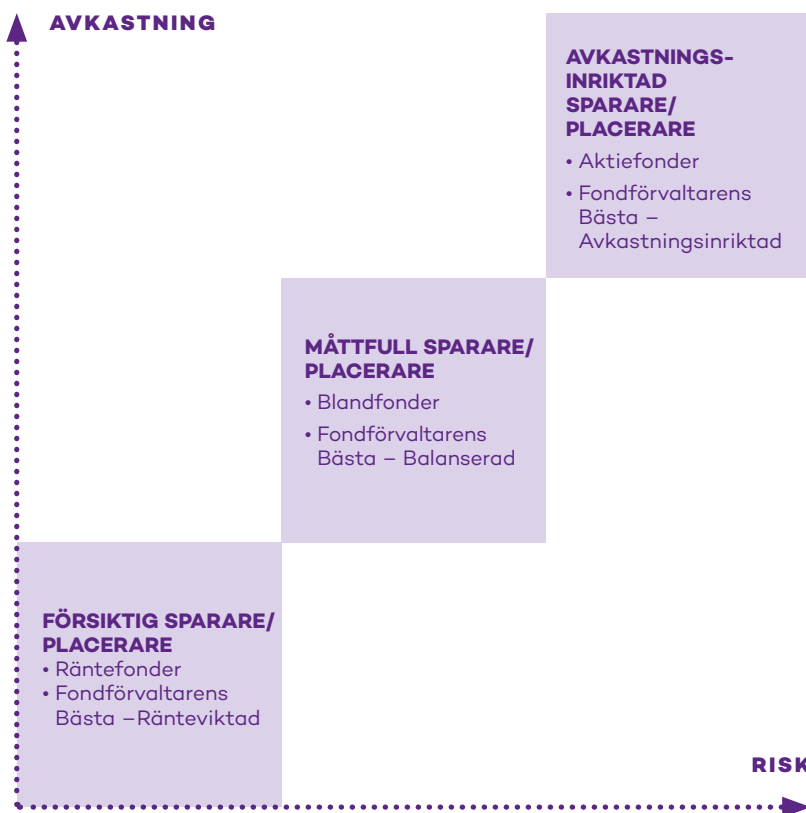 AVKASTNING
AVKASTNINGS-
INRIKTAD
SPARARE/
PLACERARE
• Aktiefonder
• Fondförvaltarens
Bästa –
Avkastningsinriktad
MÅTTFULL SPARARE/
PLACERARE
• Blandfonder
• Fondförvaltarens
Bästa – Balanserad
FÖRSIKTIG SPARARE/
PLACERARE
• Räntefonder
• Fondförvaltarens
Bästa –Ränteviktad
RISK